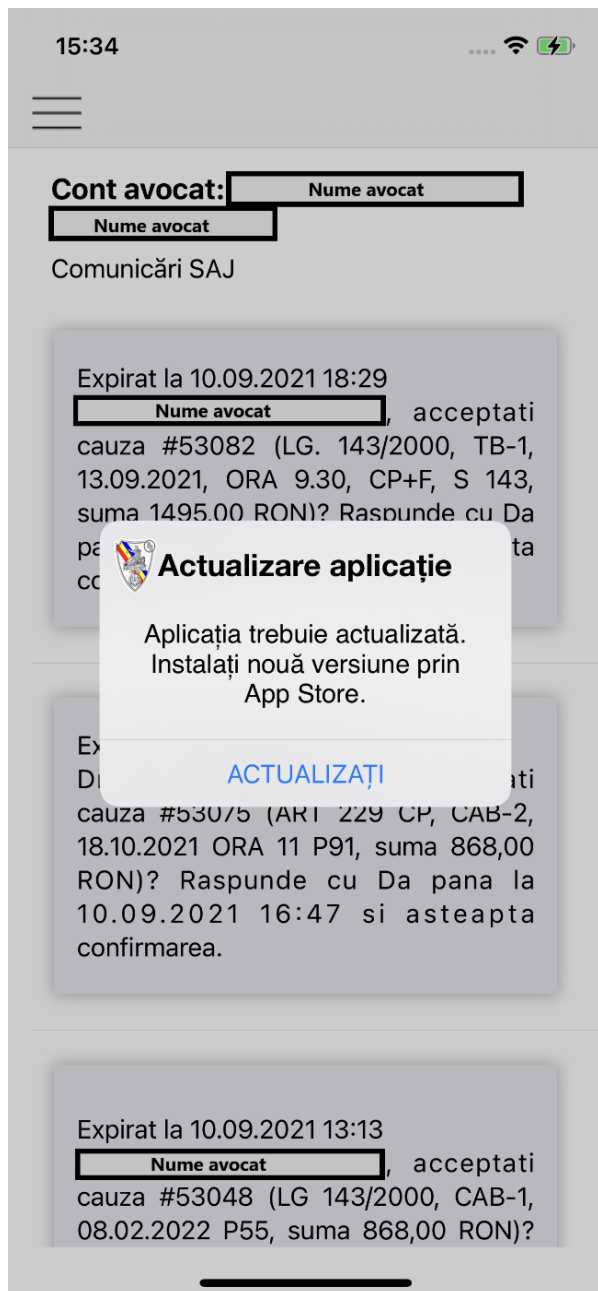 15:34
Cont avocat: Nume avocat
Nume avocat
Comunicări SAJ
Expirat la 10.09.2021 18:29
Nume avocat, acceptati
cauza #53082 (LG. 143/2000, TB-1,
13.09.2021, ORA 9.30, CP+F, S 143,
suma 1495,00 RON)? Raspunde cu Da
Actualizare aplicație
Aplicația trebuie actualizată.
Instalați nouă versiune prin
App Store.
ACTUALIZAȚI
cauza #53075 (ART 229 CP, CAB-2,
18.10.2021 ORA 11 P91, suma 868,00
RON)? Raspunde cu Da pana la
10.09.2021 16:47 si asteapta
confirmarea.
Expirat la 10.09.2021 13:13
Nume avocat, acceptati
cauza #53048 (LG 143/2000, CAB-1,
08.02.2022 P55, suma 868,00 RON)?